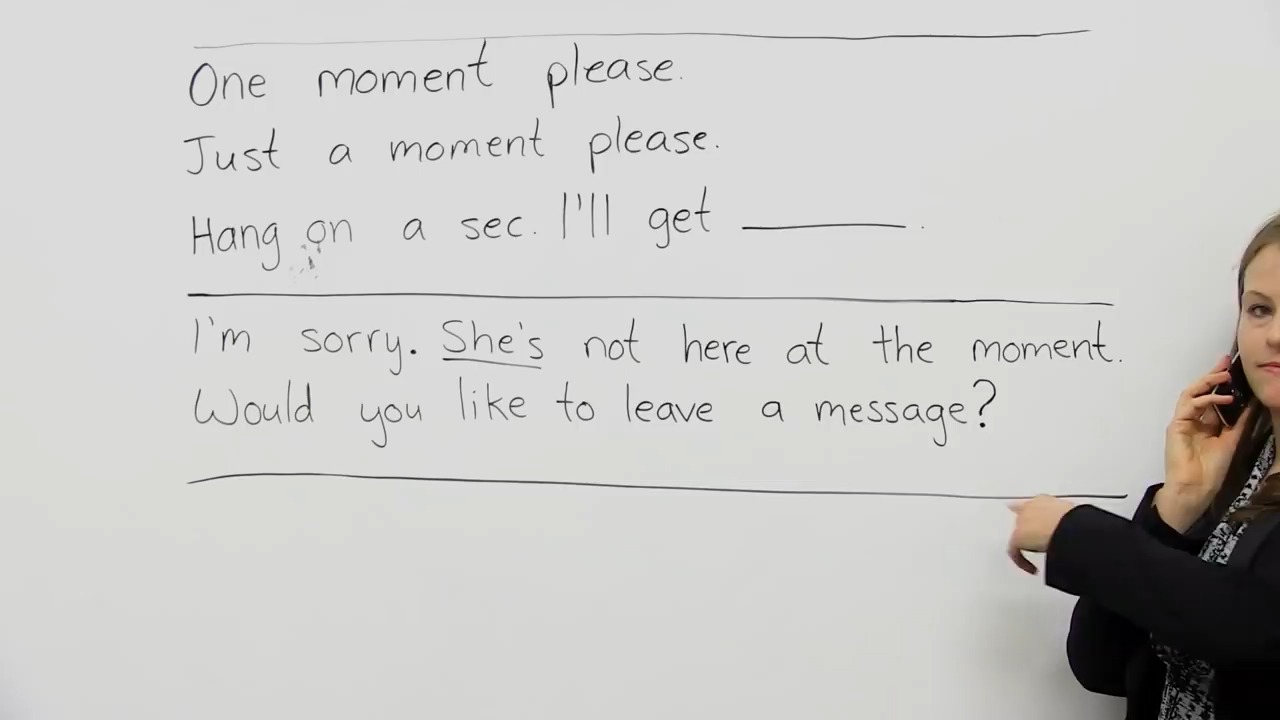 One moment please.
Just a moment please.
Hang on a sec. I'll get ________.
I'm sorry. She's not here at the moment.
Would you like to leave a message?